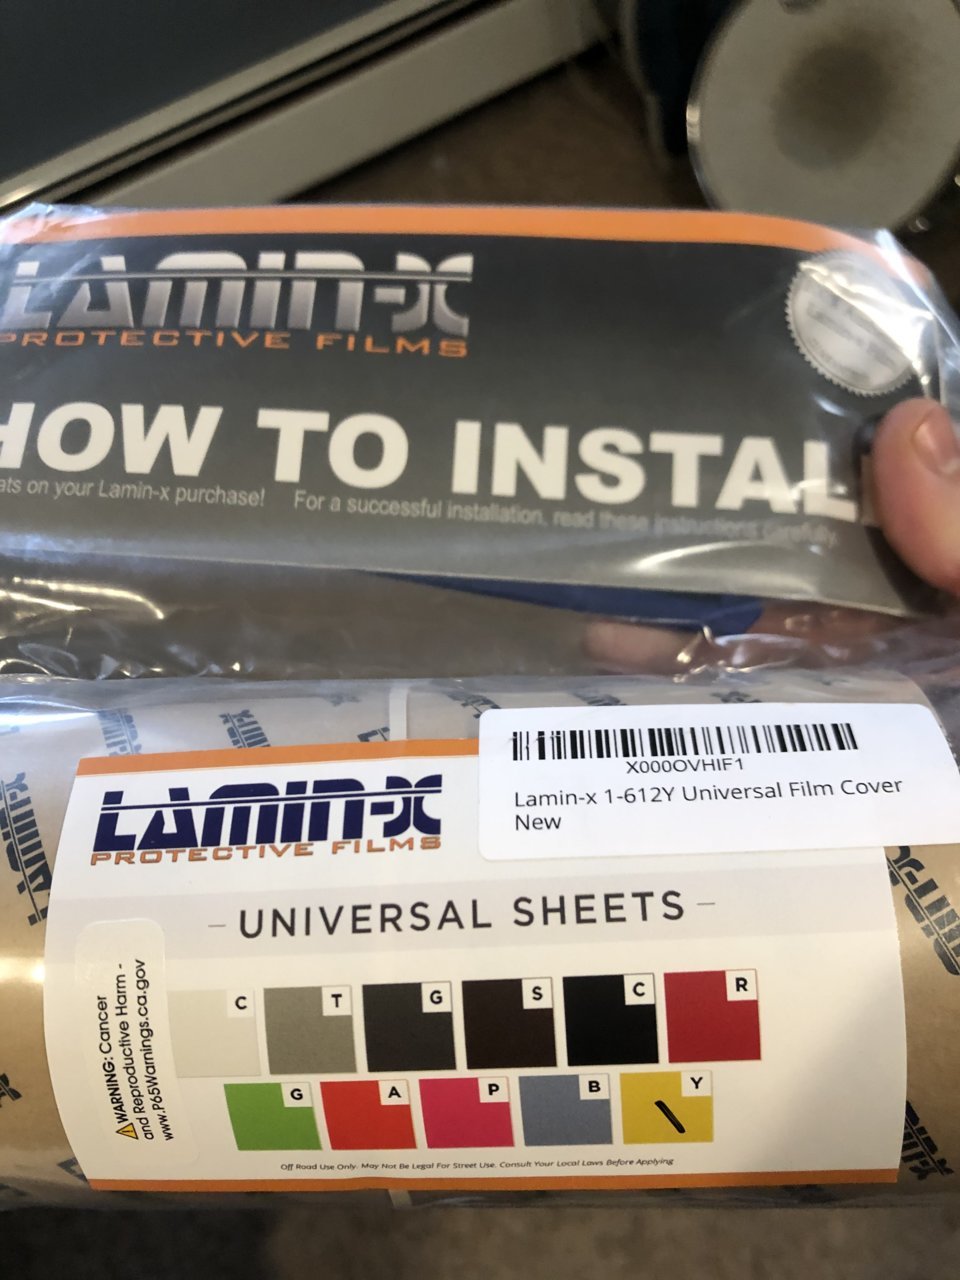 LAMIN-X
PROTECTIVE FILMS
HOW TO INSTAL
ats on your Lamin-x purchase! For a successful installation, read these instructions carefully.
X000OVHIF1
Lamin-x 1-612Y Universal Film Cover
New
LAMIN-X
PROTECTIVE FILMS
- UNIVERSAL SHEETS -
C T G S C R
G A P B Y
⚠WARNING: Cancer
and Reproductive Harm -
www.P65Warnings.ca.gov
Off Road Use Only. May Not Be Legal For Street Use. Consult Your Local Laws Before Applying